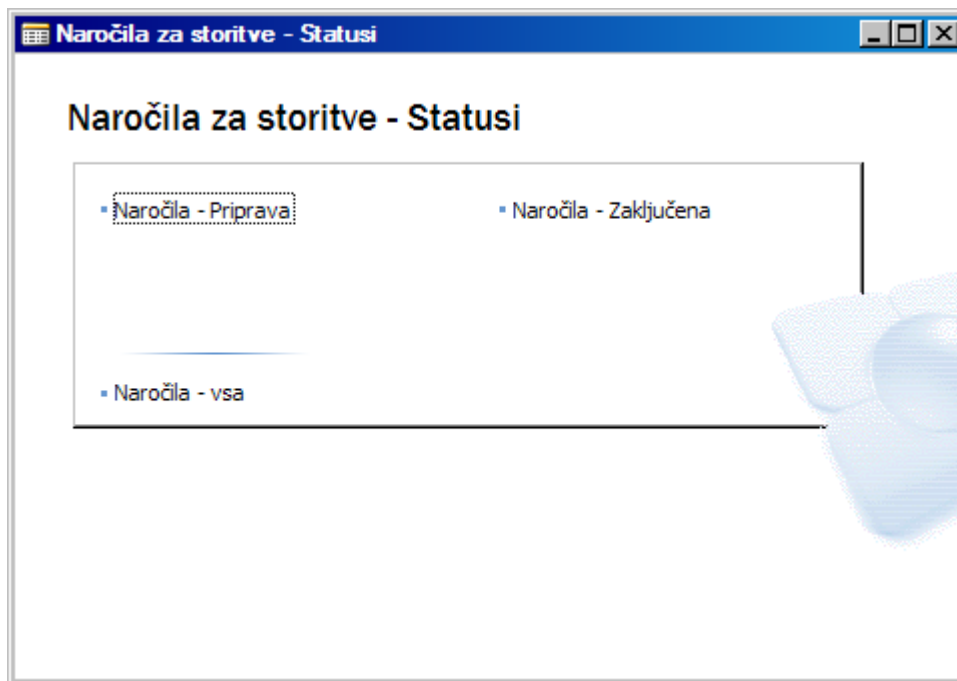 Naročila za storitve - Statusi
Naročila za storitve - Statusi
Naročila - Priprava
Naročila - Zaključena
Naročila - vsa